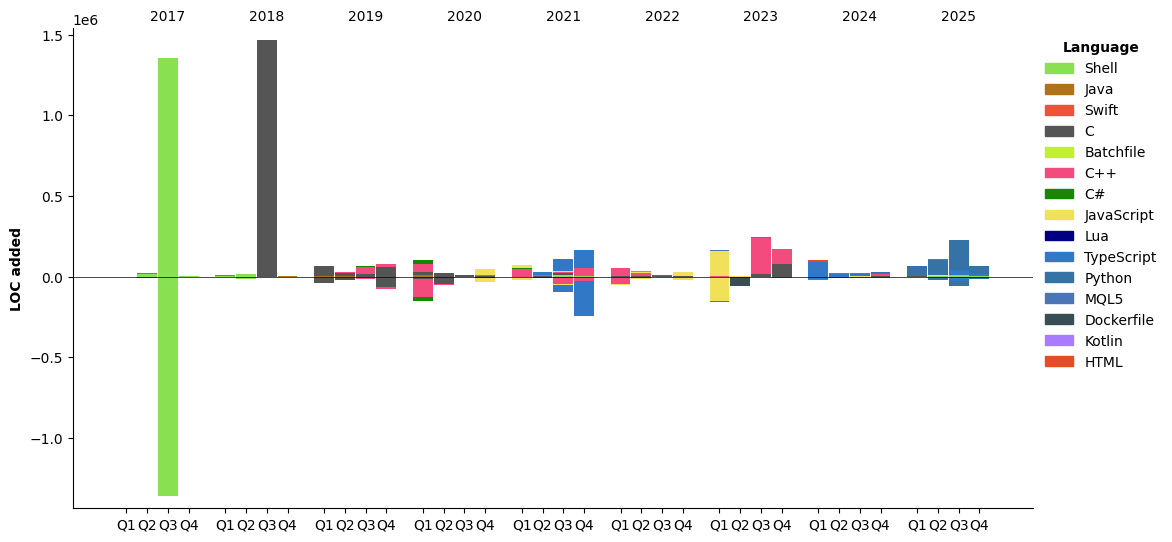 2017 2018 2019 2020 2021 2022 2023 2024 2025
1e6
1.5
1.0
0.5
0.0
−0.5
−1.0
LOC added
Q1 Q2 Q3 Q4 Q1 Q2 Q3 Q4 Q1 Q2 Q3 Q4 Q1 Q2 Q3 Q4 Q1 Q2 Q3 Q4 Q1 Q2 Q3 Q4 Q1 Q2 Q3 Q4 Q1 Q2 Q3 Q4 Q1 Q2 Q3 Q4
Language
Shell
Java
Swift
C
Batchfile
C++
C#
JavaScript
Lua
TypeScript
Python
MQL5
Dockerfile
Kotlin
HTML